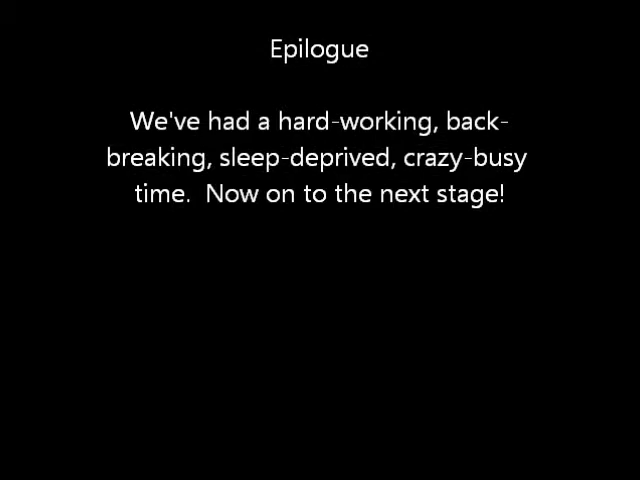 Epilogue
We've had a hard-working, back-
breaking, sleep-deprived, crazy-busy
time.  Now on to the next stage!